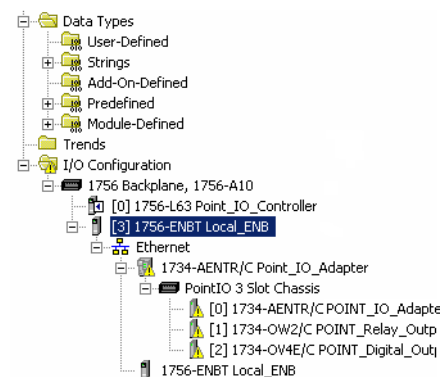 Data Types
User-Defined
Strings
Add-On-Defined
Predefined
Module-Defined
Trends
I/O Configuration
1756 Backplane, 1756-A10
[0] 1756-L63 Point_IO_Controller
[3] 1756-ENBT Local_ENB
Ethernet
1734-AENTR/C Point_IO_Adapter
PointIO 3 Slot Chassis
[0] 1734-AENTR/C POINT_IO_Adapte
[1] 1734-OW2/C POINT_Relay_Outp
[2] 1734-OV4E/C POINT_Digital_Outp
1756-ENBT Local_ENB